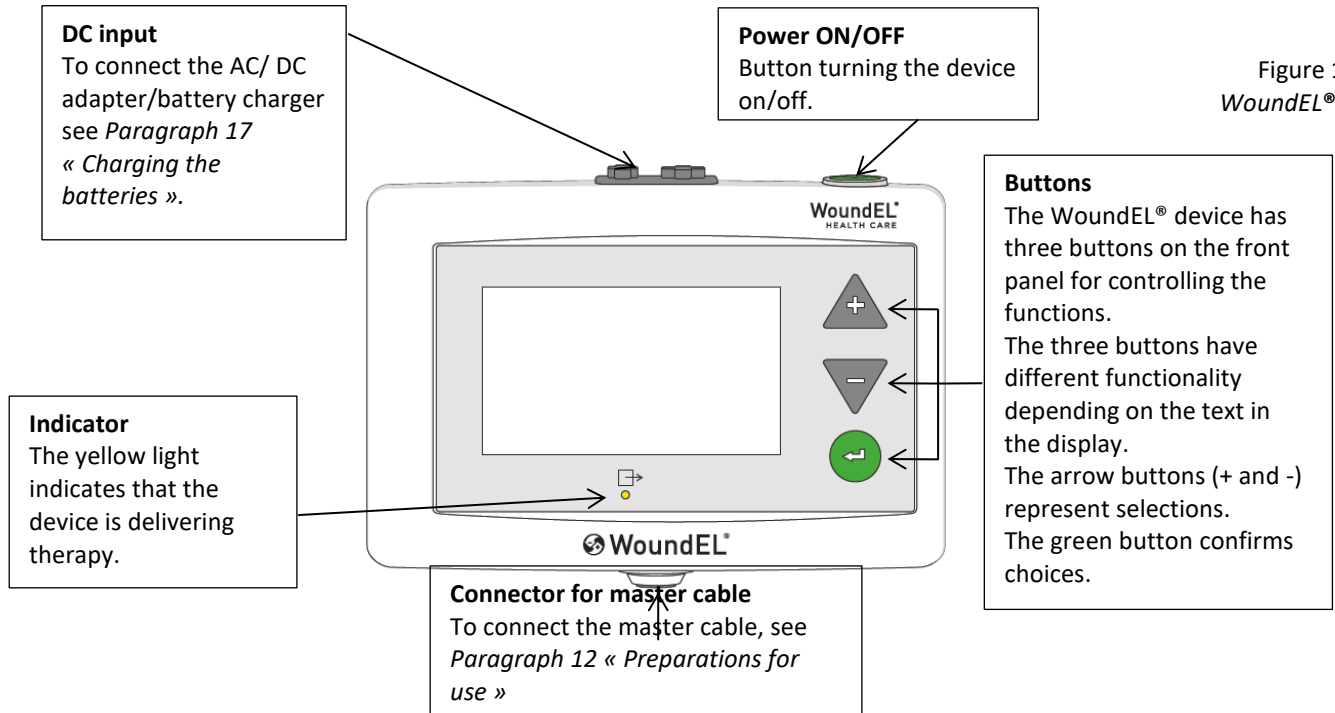 DC input
To connect the AC/ DC
adapter/battery charger
see Paragraph 17
« Charging the
batteries ».
Power ON/OFF
Button turning the device
on/off.
Figure 1
WoundEL®
WoundEL®
HEALTH CARE
Buttons
The WoundEL® device has
three buttons on the front
panel for controlling the
functions.
The three buttons have
different functionality
depending on the text in
the display.
The arrow buttons (+ and -)
represent selections.
The green button confirms
choices.
+
-
Indicator
The yellow light
indicates that the
device is delivering
therapy.
WoundEL®
Connector for master cable
To connect the master cable, see
Paragraph 12 « Preparations for
use »